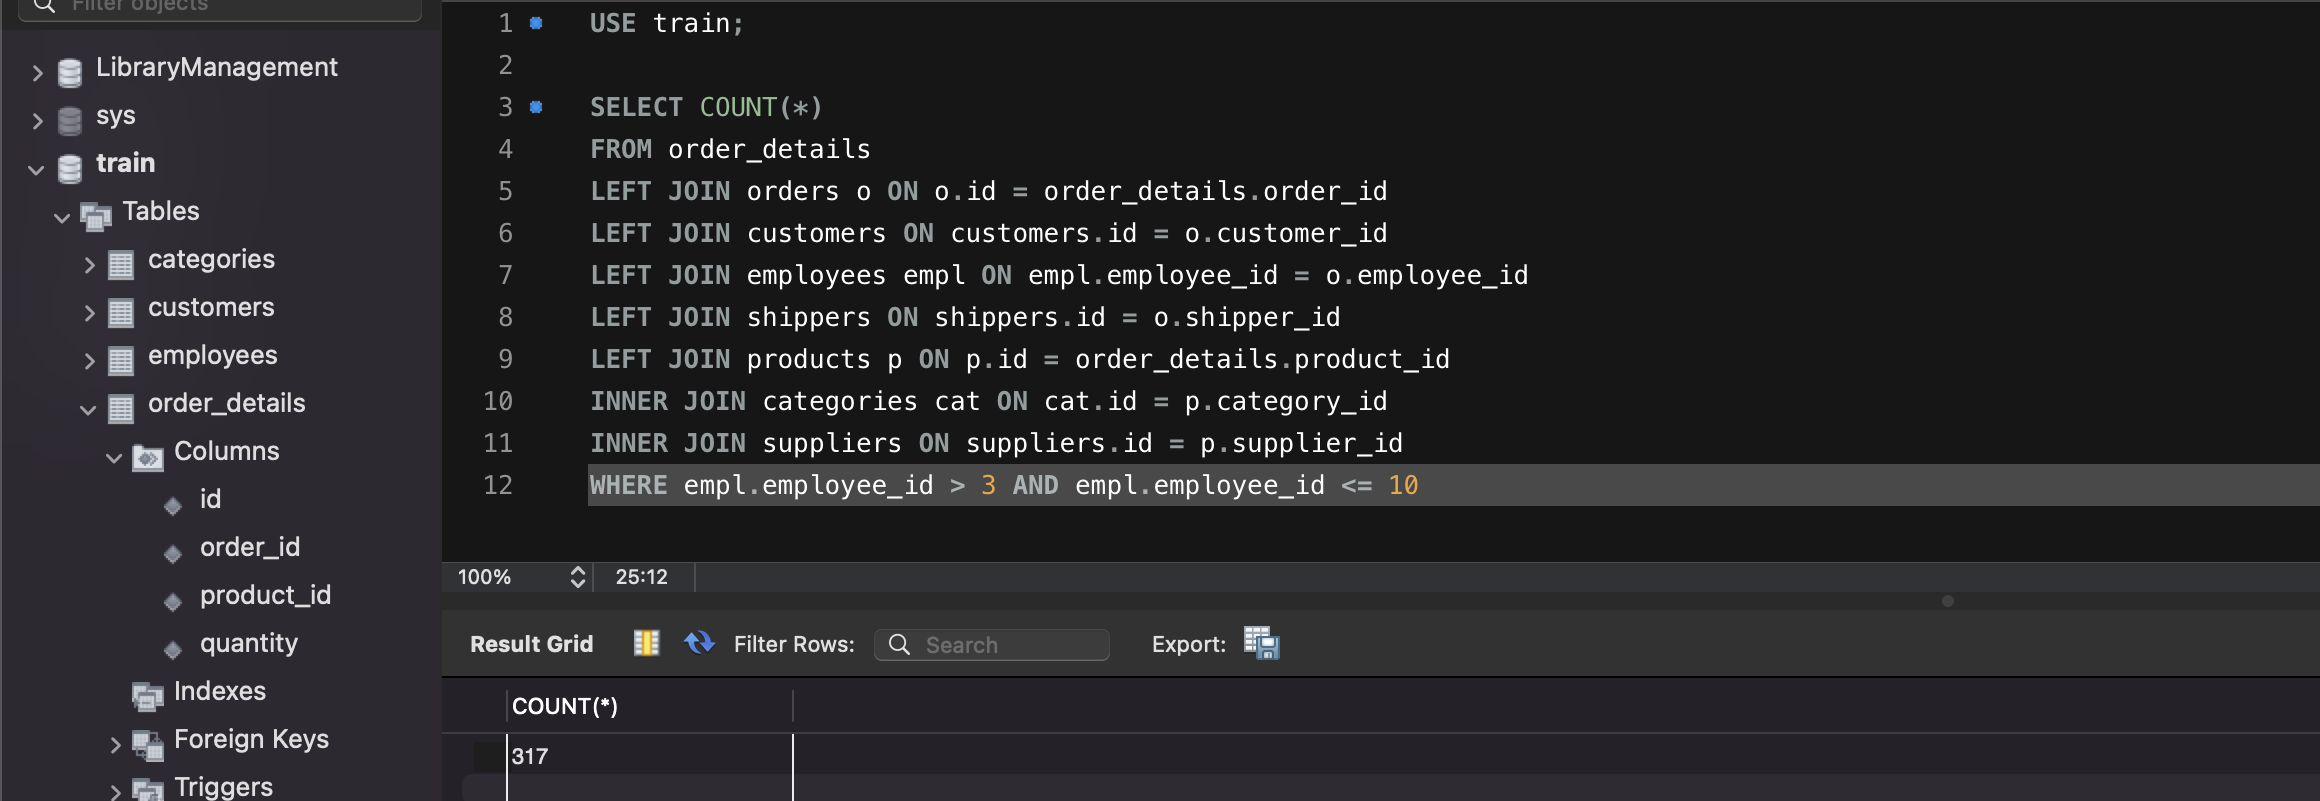 Filter objects
LibraryManagement
sys
train
Tables
categories
customers
employees
order_details
Columns
id
order_id
product_id
quantity
Indexes
Foreign Keys
Triggers
1 USE train;
2
3 SELECT COUNT(*)
4 FROM order_details
5 LEFT JOIN orders o ON o.id = order_details.order_id
6 LEFT JOIN customers ON customers.id = o.customer_id
7 LEFT JOIN employees empl ON empl.employee_id = o.employee_id
8 LEFT JOIN shippers ON shippers.id = o.shipper_id
9 LEFT JOIN products p ON p.id = order_details.product_id
10 INNER JOIN categories cat ON cat.id = p.category_id
11 INNER JOIN suppliers ON suppliers.id = p.supplier_id
12 WHERE empl.employee_id > 3 AND empl.employee_id <= 10
100% 25:12
Result Grid Filter Rows: Search Export:
COUNT(*)
317